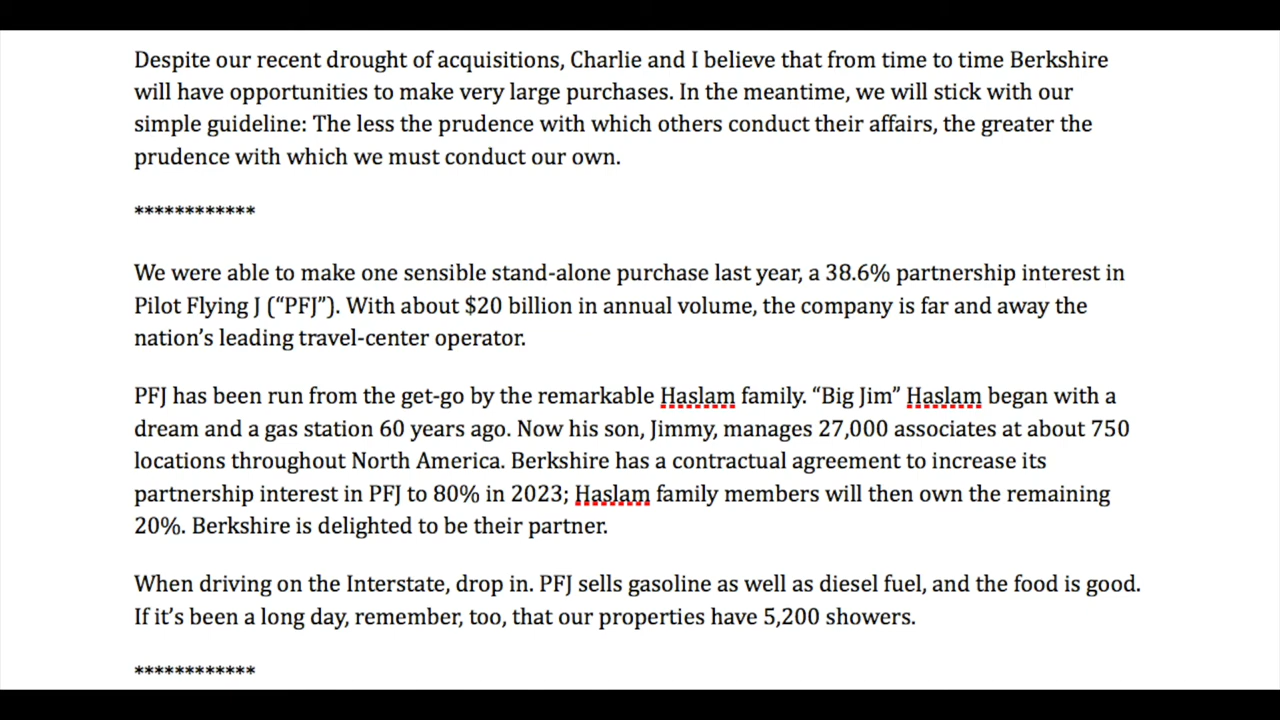 Despite our recent drought of acquisitions, Charlie and I believe that from time to time Berkshire
will have opportunities to make very large purchases. In the meantime, we will stick with our
simple guideline: The less the prudence with which others conduct their affairs, the greater the
prudence with which we must conduct our own.
************
We were able to make one sensible stand-alone purchase last year, a 38.6% partnership interest in
Pilot Flying J (“PFJ”). With about $20 billion in annual volume, the company is far and away the
nation’s leading travel-center operator.
PFJ has been run from the get-go by the remarkable Haslam family. “Big Jim” Haslam began with a
dream and a gas station 60 years ago. Now his son, Jimmy, manages 27,000 associates at about 750
locations throughout North America. Berkshire has a contractual agreement to increase its
partnership interest in PFJ to 80% in 2023; Haslam family members will then own the remaining
20%. Berkshire is delighted to be their partner.
When driving on the Interstate, drop in. PFJ sells gasoline as well as diesel fuel, and the food is good.
If it’s been a long day, remember, too, that our properties have 5,200 showers.
************